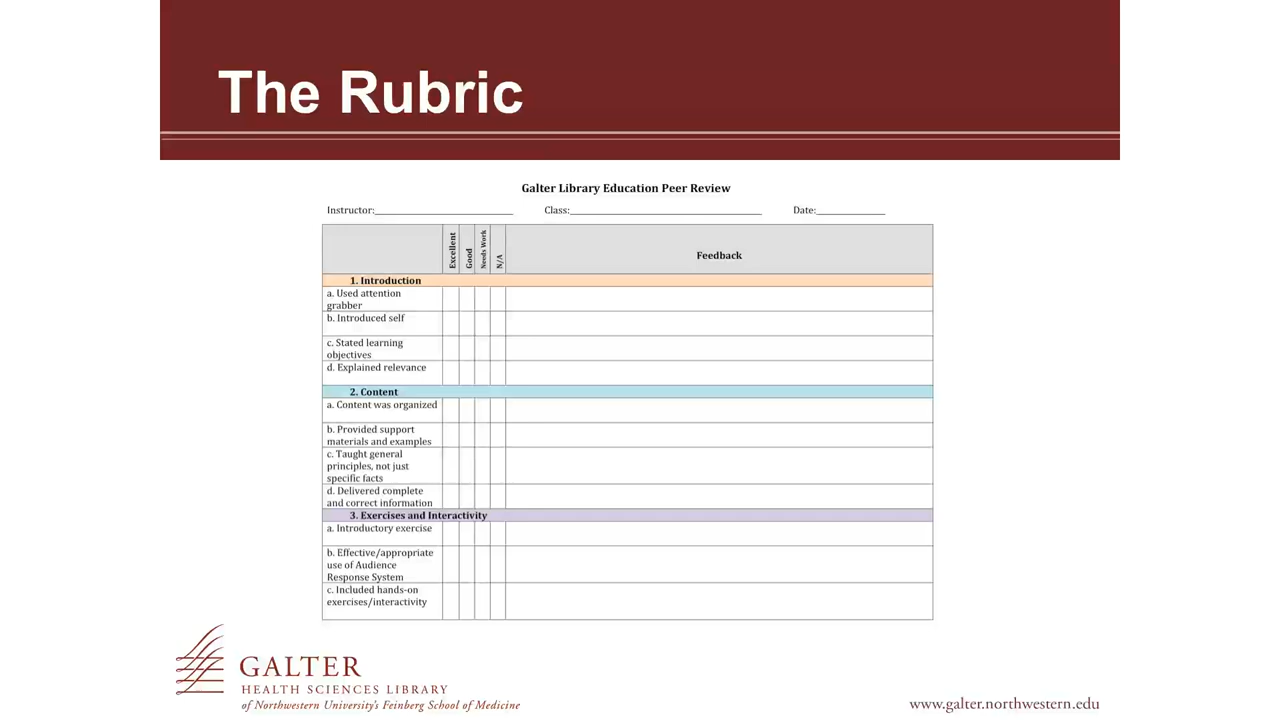 The Rubric
Galter Library Education Peer Review
Instructor:______________________________ Class:__________________________________________ Date:_______________
Excellent Good Needs Work N/A Feedback
1. Introduction
a. Used attention
grabber
b. Introduced self
c. Stated learning
objectives
d. Explained relevance
2. Content
a. Content was organized
b. Provided support
materials and examples
c. Taught general
principles, not just
specific facts
d. Delivered complete
and correct information
3. Exercises and Interactivity
a. Introductory exercise
b. Effective/appropriate
use of Audience
Response System
c. Included hands-on
exercises/interactivity
GALTER
HEALTH SCIENCES LIBRARY
of Northwestern University's Feinberg School of Medicine
www.galter.northwestern.edu